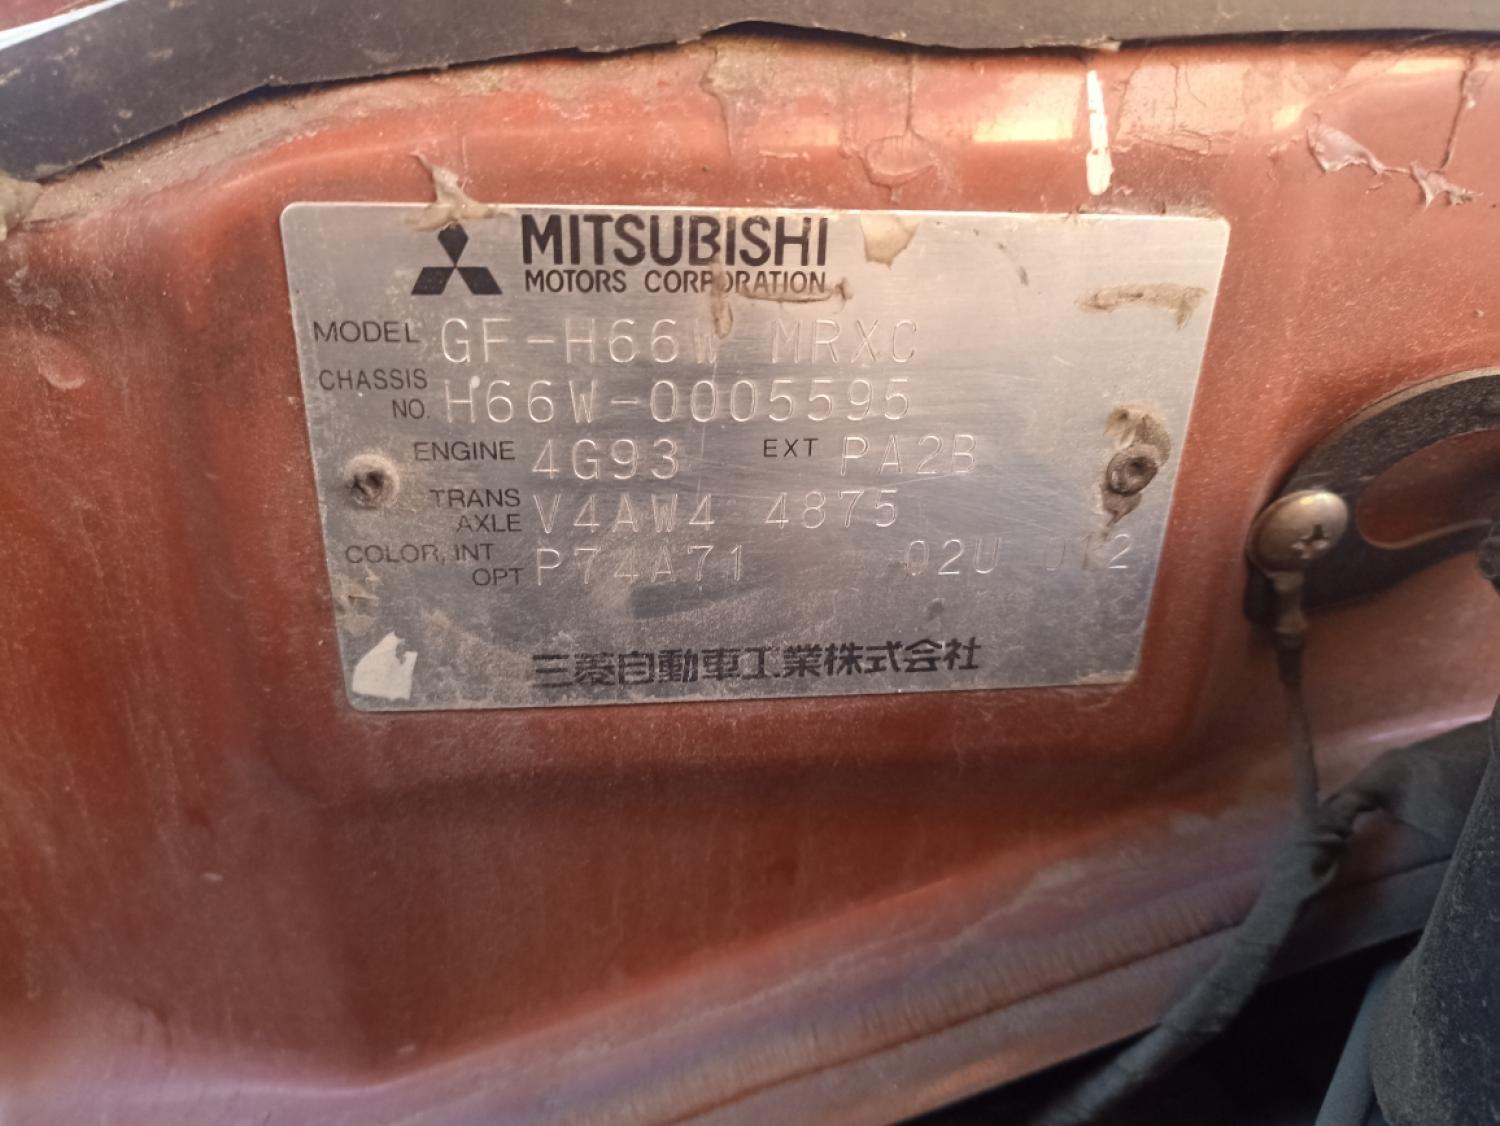 MITSUBISHI
MOTORS CORPORATION
MODEL GF-H66W MRXC
CHASSIS NO. H66W-0005595
ENGINE 4G93 EXT PA2B
TRANS AXLE V4AW4 4875
COLOR, INT OPT P74A71 02U 012
三菱自動車工業株式会社